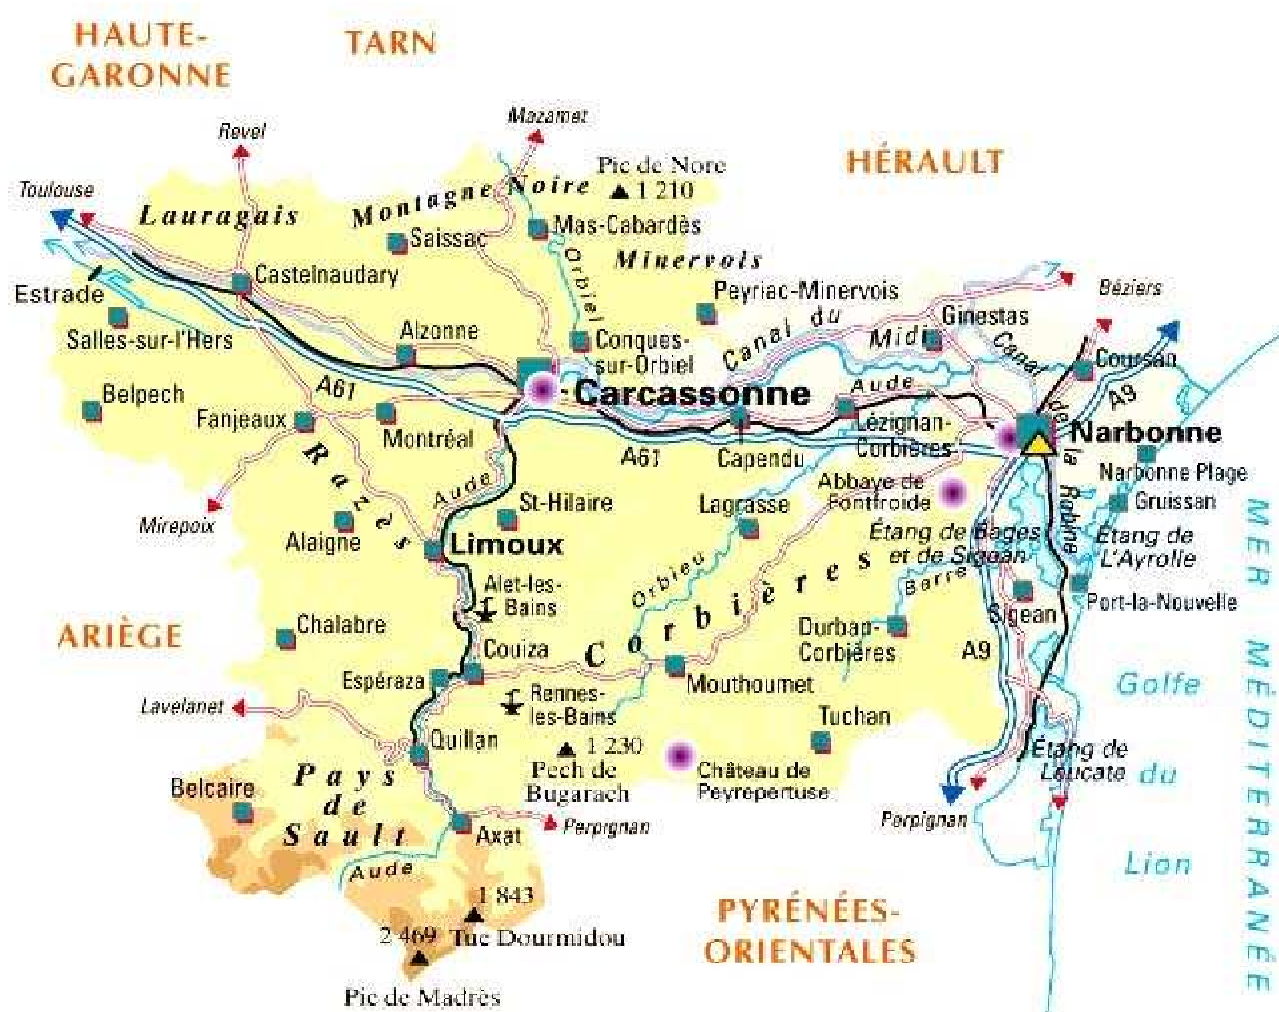 HAUTE-
GARONNE
TARN
HÉRAULT
Mazamet
Revel
Toulouse
Pic de Nore
1 210
Lauragais
Montagne Noire
Saissac
Mas-Cabardès
Minervois
Orbiel
Castelnaudary
Estrade
Salles-sur-l'Hers
Peyriac-Minervois
Béziers
Ginestas
Alzonne
Conques-
sur-Orbiel
Canal du
Midi
Canal
de la
Robine
Coursan
A9
A61
Belpech
Fanjeaux
Montréal
Carcassonne
Aude
Lézignan-
Corbières
Narbonne
A61
Capendu
Narbonne Plage
Gruissan
Abbaye de
Fontfroide
Razès
Aude
St-Hilaire
Lagrasse
Mirepoix
Alaigne
Limoux
Étang de Bages
et de Sigean
Étang de
L'Ayrolle
Alet-les-
Bains
Orbieu
Corbières
Barre
Sigean
Port-la-Nouvelle
ARIÈGE
Chalabre
Couiza
Durban-
Corbières
A9
Espéraza
Mouthoumet
Golfe
du
Lion
MER MÉDITERRANÉE
Lavelanet
Rennes-
les-Bains
Tuchan
Quillan
1 230
Pech de
Bugarach
Château de
Peyrepertuse
Étang de
Leucate
Belcaire
Pays
de
Sault
Axat
Perpignan
Perpignan
Aude
1 843
Tuc Dourmidou
2 469
Pic de Madrès
PYRÉNÉES-
ORIENTALES